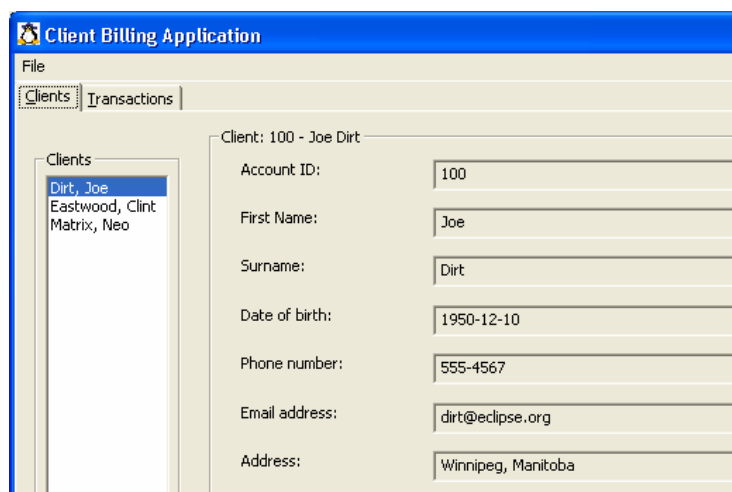 Client Billing Application
File
Clients Transactions
Client: 100 - Joe Dirt
Clients
Dirt, Joe
Eastwood, Clint
Matrix, Neo
Account ID: 100
First Name: Joe
Surname: Dirt
Date of birth: 1950-12-10
Phone number: 555-4567
Email address: dirt@eclipse.org
Address: Winnipeg, Manitoba